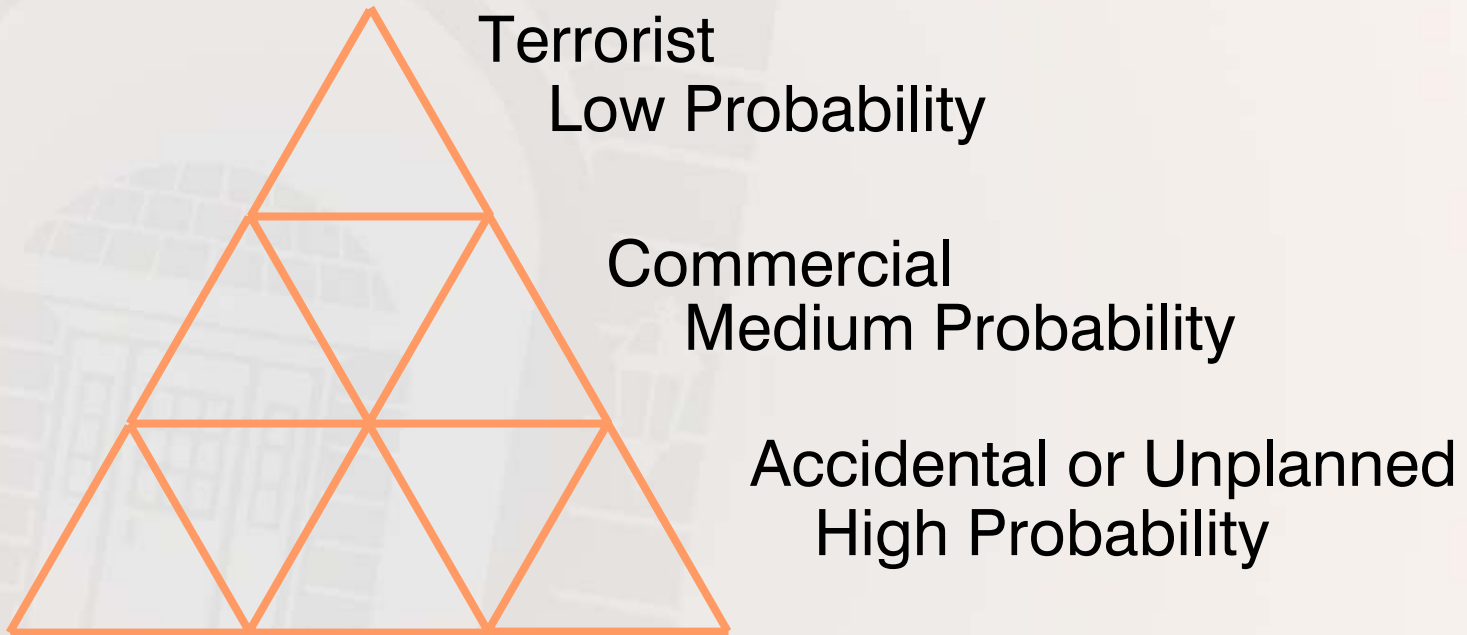 Terrorist
Low Probability
Commercial
Medium Probability
Accidental or Unplanned
High Probability